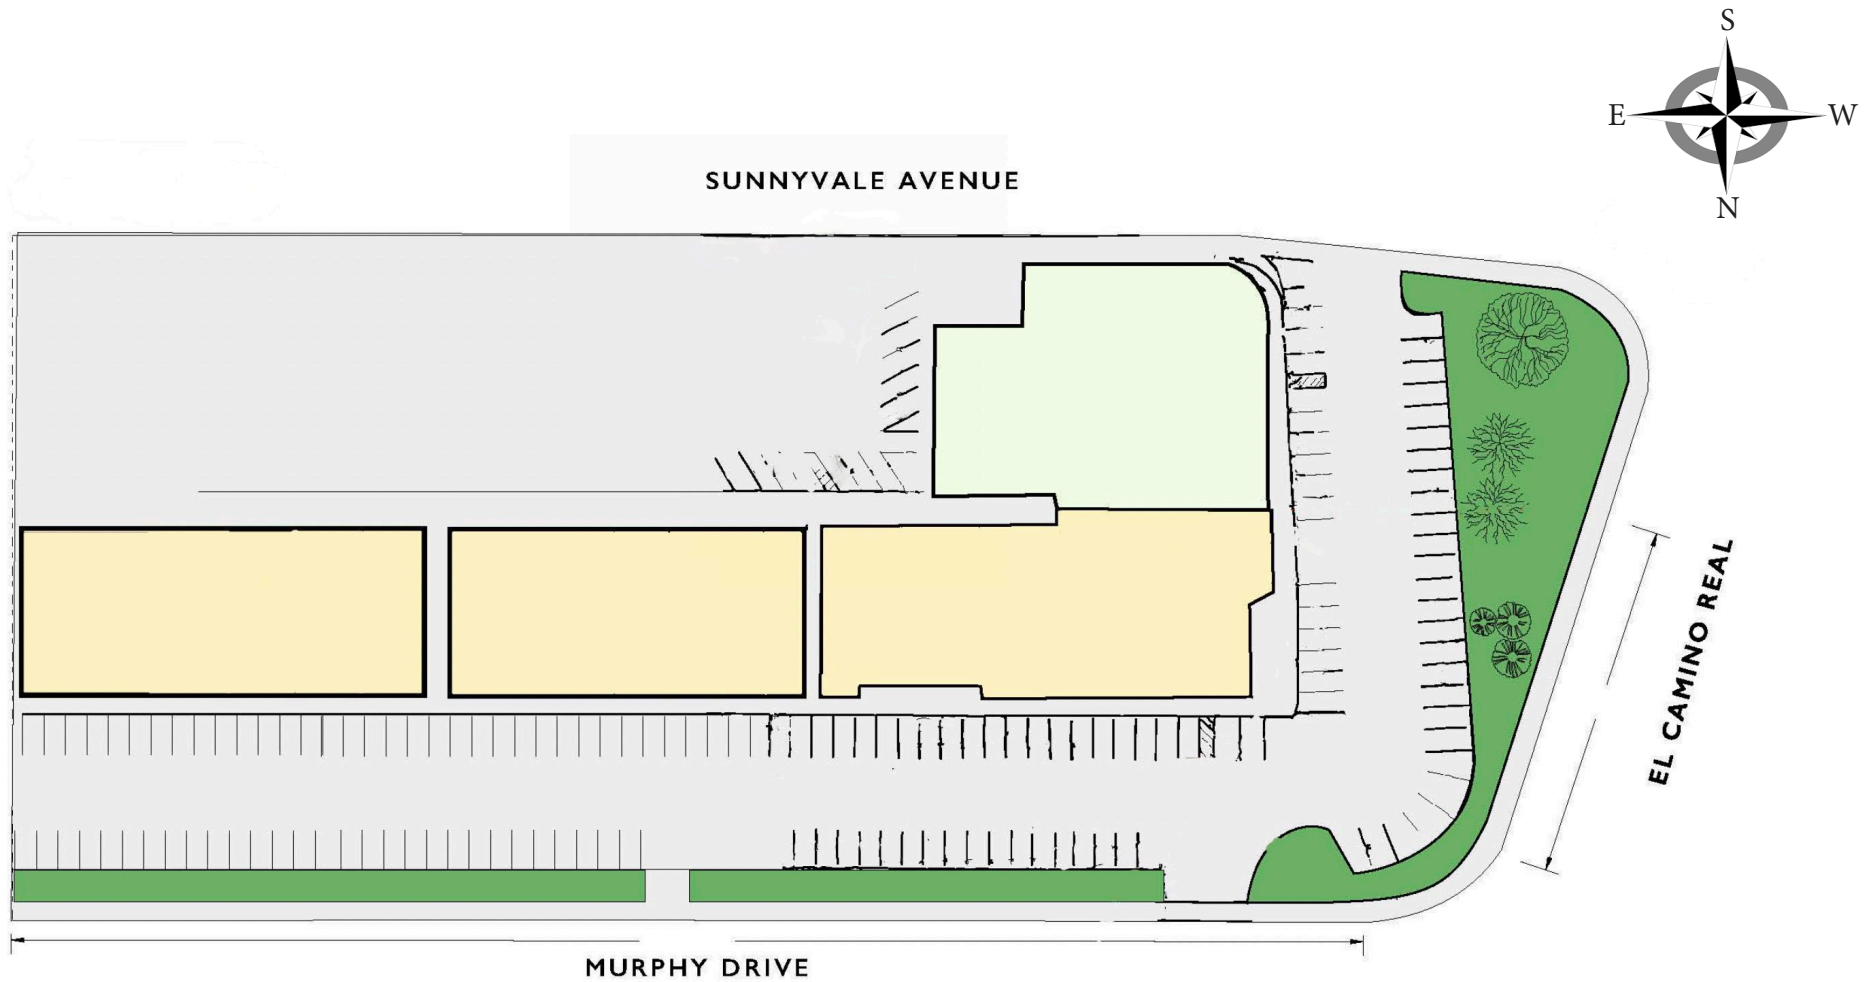 S
E W
N
SUNNYVALE AVENUE
EL CAMINO REAL
MURPHY DRIVE